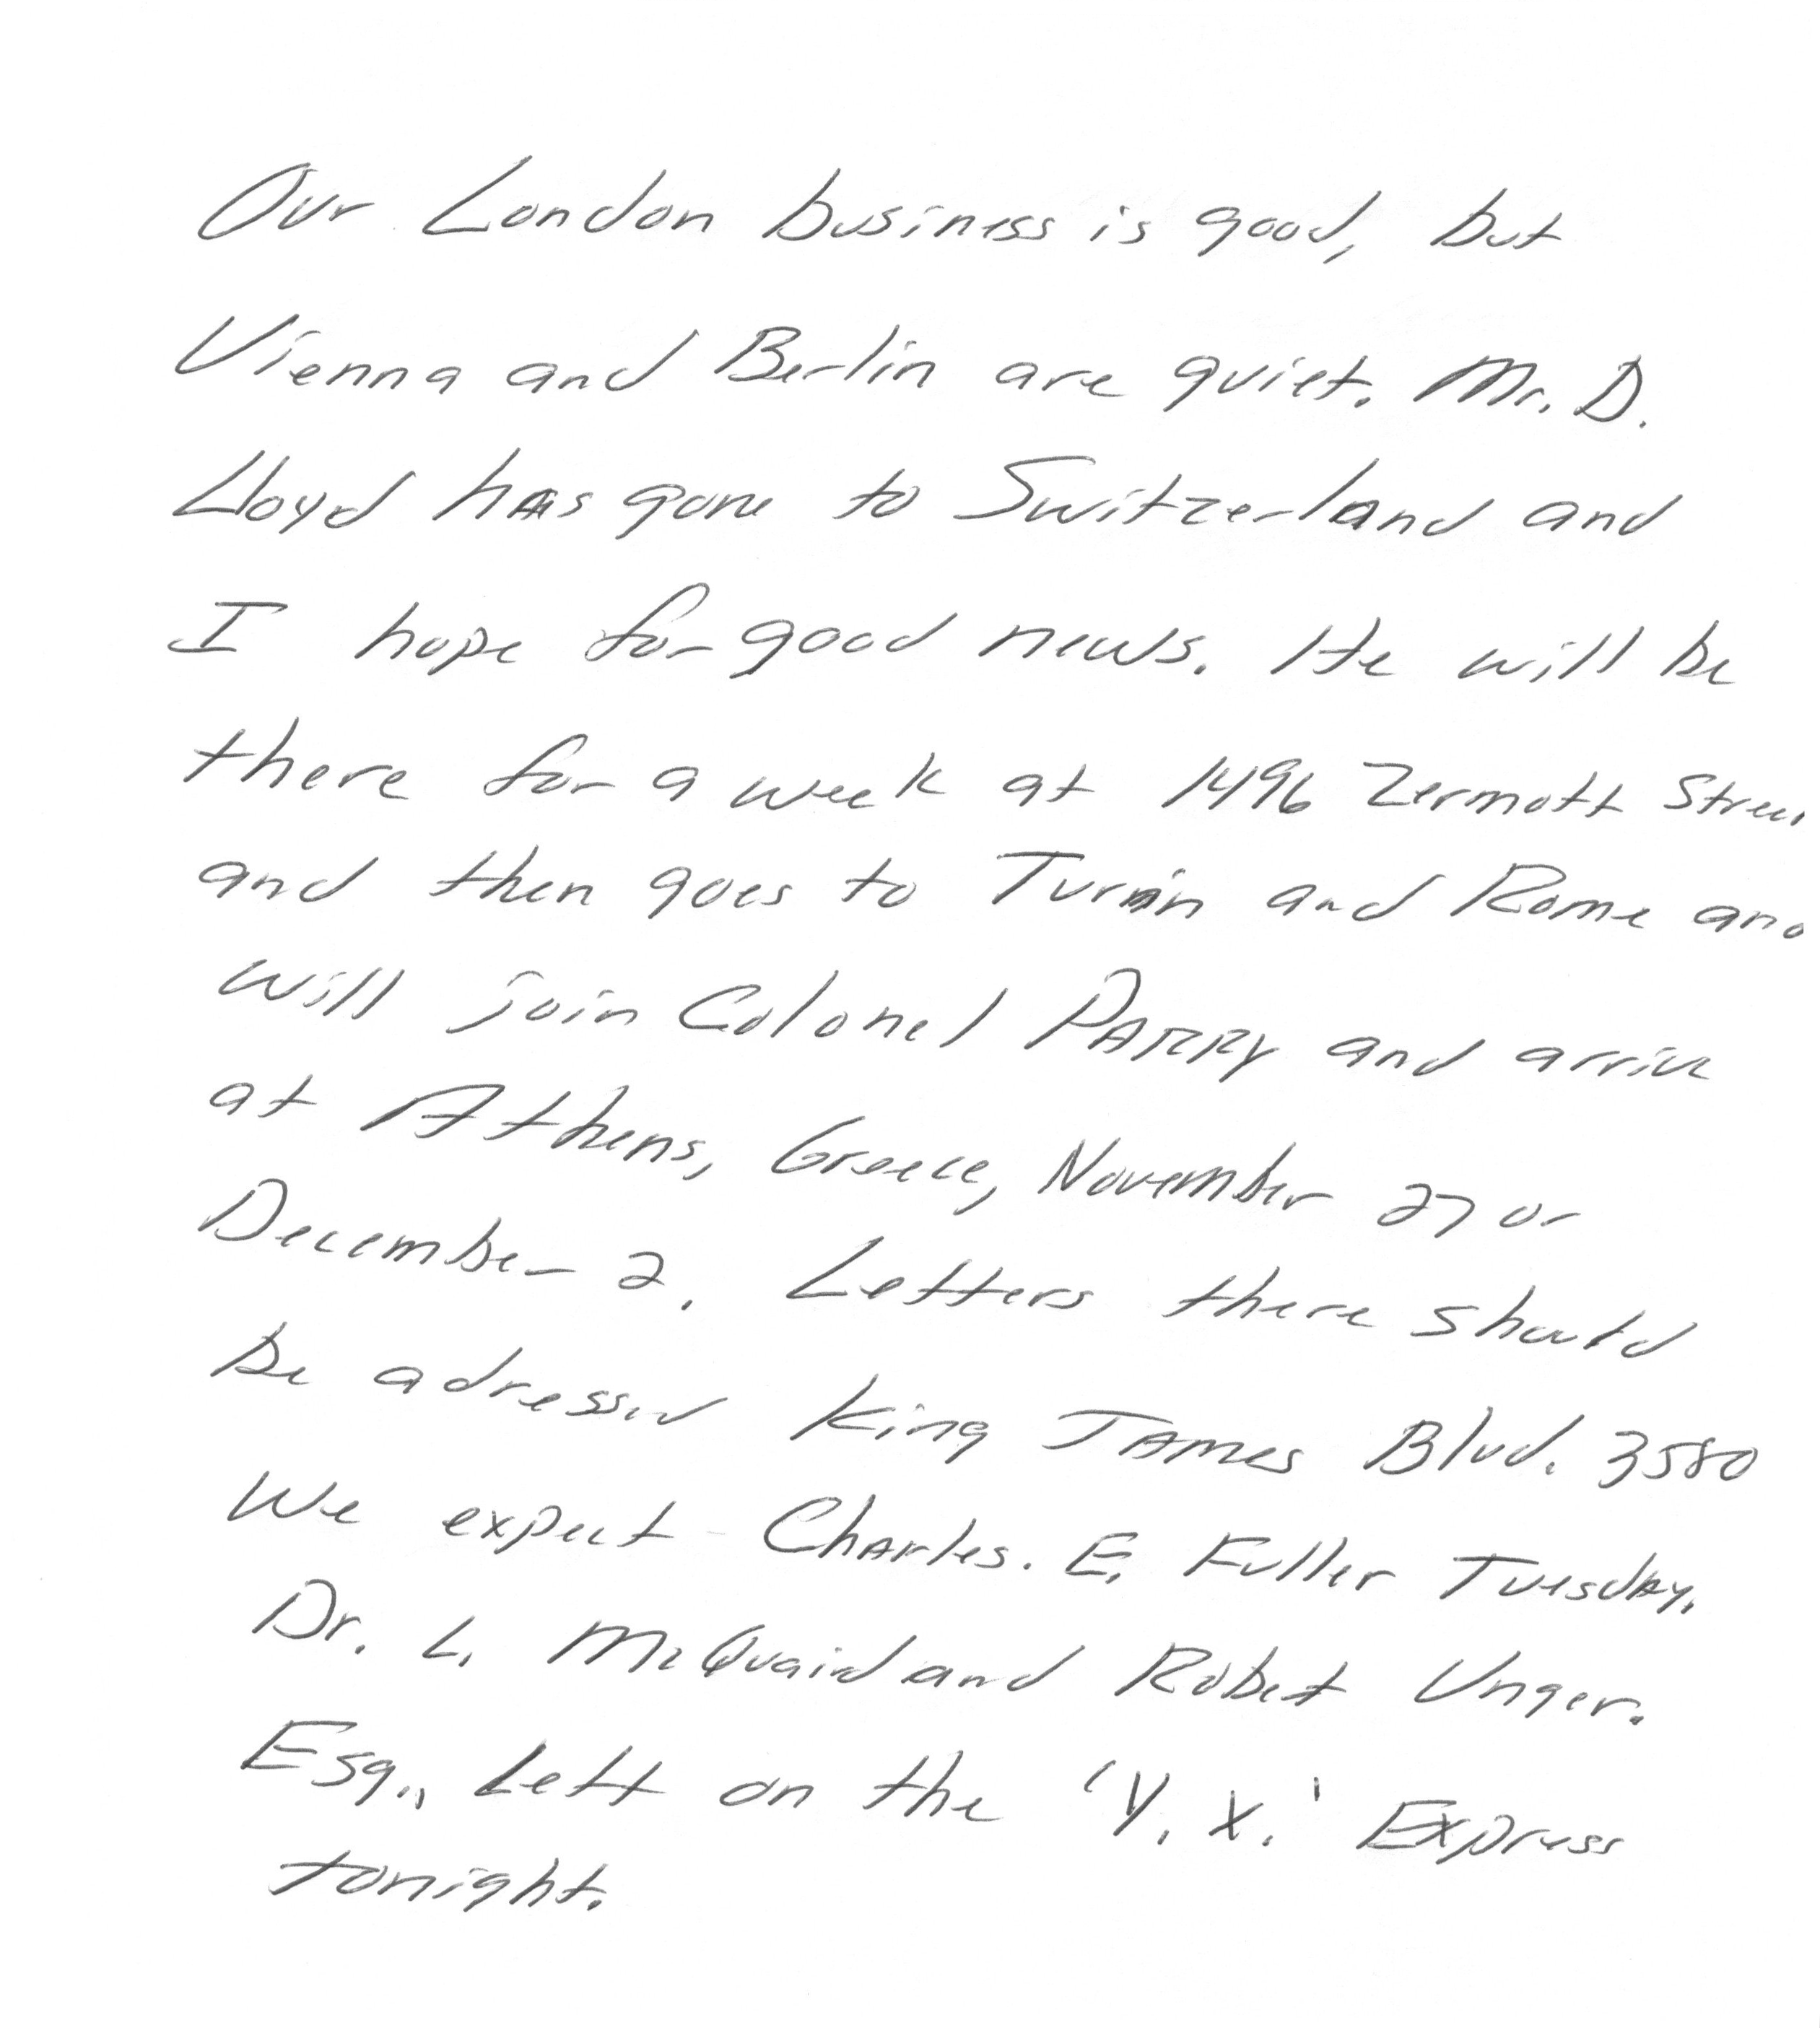 Our London business is good, but
Vienna and Berlin are quiet. Mr. D.
Lloyd has gone to Switzerland and
I hope for good news. He will be
there for a week at 1496 Zermott Street
and then goes to Turin and Rome and
will join Colonel Parry and arrive
at Athens, Greece, November 27 or
December 2. Letters there should
be adressed King James Blvd. 3580
We expect Charles. E. Fuller Tuesday.
Dr. L. McQuaid and Robert Unger.
Esq., Left on the 'Y. X.' Express
tonight.